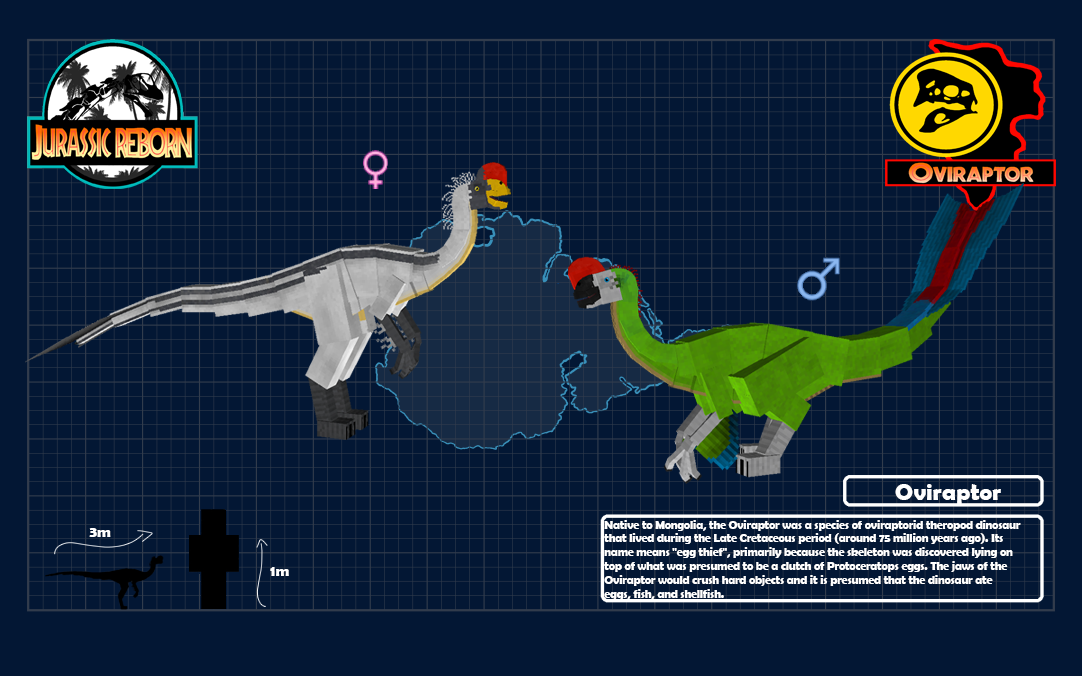 JURASSIC REBORN
OVIRAPTOR
Oviraptor
Native to Mongolia, the Oviraptor was a species of oviraptorid theropod dinosaur
that lived during the Late Cretaceous period (around 75 million years ago). Its
name means "egg thief", primarily because the skeleton was discovered lying on
top of what was presumed to be a clutch of Protoceratops eggs. The jaws of the
Oviraptor would crush hard objects and it is presumed that the dinosaur ate
eggs, fish, and shellfish.
3m
1m